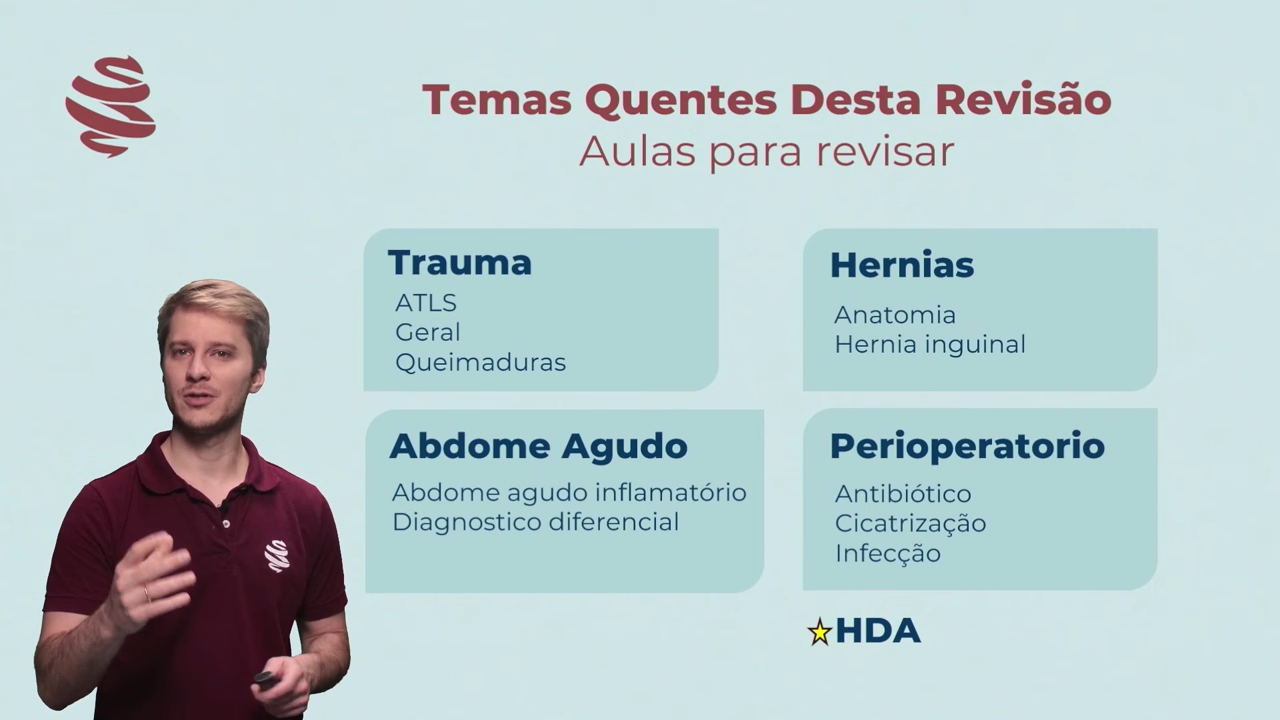 Temas Quentes Desta Revisão
Aulas para revisar
Trauma
ATLS
Geral
Queimaduras
Hernias
Anatomia
Hernia inguinal
Abdome Agudo
Abdome agudo inflamatório
Diagnostico diferencial
Perioperatorio
Antibiótico
Cicatrização
Infecção
HDA